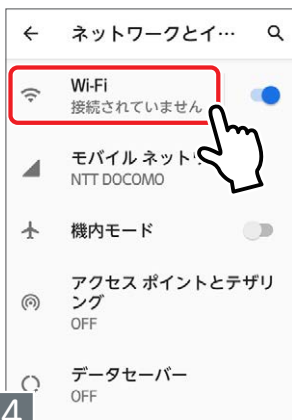 ネットワークとイ…
Wi-Fi
接続されていません
モバイル ネット
NTT DOCOMO
機内モード
アクセス ポイントとテザリ
ング
OFF
データセーバー
OFF
4